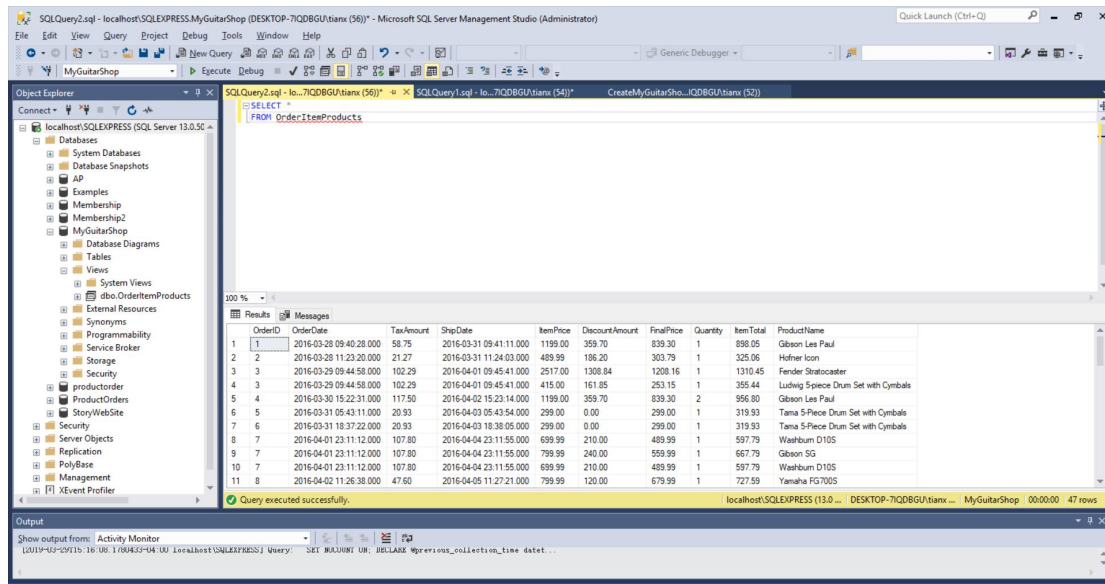 SQLQuery2.sql - localhost\SQLEXPRESS.MyGuitarShop (DESKTOP-7IQDBGU\tianx (56))* - Microsoft SQL Server Management Studio (Administrator)
Quick Launch (Ctrl+Q)
File Edit View Query Project Debug Tools Window Help
New Query
Generic Debugger
MyGuitarShop
Execute Debug
Object Explorer
SQLQuery2.sql - lo...7IQDBGU\tianx (56))*
SQLQuery1.sql - lo...7IQDBGU\tianx (54))*
CreateMyGuitarSho...IQDBGU\tianx (52))
Connect
localhost\SQLEXPRESS (SQL Server 13.0.50
Databases
System Databases
Database Snapshots
AP
Examples
Membership
Membership2
MyGuitarShop
Database Diagrams
Tables
Views
System Views
dbo.OrderItemProducts
External Resources
Synonyms
Programmability
Service Broker
Storage
Security
productorder
ProductOrders
StoryWebSite
Security
Server Objects
Replication
PolyBase
Management
XEvent Profiler
SELECT *
FROM OrderItemProducts
100 %
Results Messages
OrderID OrderDate TaxAmount ShipDate ItemPrice DiscountAmount FinalPrice Quantity ItemTotal ProductName
1 1 2016-03-28 09:40:28.000 58.75 2016-03-31 09:41:11.000 1199.00 359.70 839.30 1 898.05 Gibson Les Paul
2 2 2016-03-28 11:23:20.000 21.27 2016-03-31 11:24:03.000 489.99 186.20 303.79 1 325.06 Hofner Icon
3 3 2016-03-29 09:44:58.000 102.29 2016-04-01 09:45:41.000 2517.00 1308.84 1208.16 1 1310.45 Fender Stratocaster
4 3 2016-03-29 09:44:58.000 102.29 2016-04-01 09:45:41.000 415.00 161.85 253.15 1 355.44 Ludwig 5-piece Drum Set with Cymbals
5 4 2016-03-30 15:22:31.000 117.50 2016-04-02 15:23:14.000 1199.00 359.70 839.30 2 956.80 Gibson Les Paul
6 5 2016-03-31 05:43:11.000 20.93 2016-04-03 05:43:54.000 299.00 0.00 299.00 1 319.93 Tama 5-Piece Drum Set with Cymbals
7 6 2016-03-31 18:37:22.000 20.93 2016-04-03 18:38:05.000 299.00 0.00 299.00 1 319.93 Tama 5-Piece Drum Set with Cymbals
8 7 2016-04-01 23:11:12.000 107.80 2016-04-04 23:11:55.000 699.99 210.00 489.99 1 597.79 Washburn D10S
9 7 2016-04-01 23:11:12.000 107.80 2016-04-04 23:11:55.000 799.99 240.00 559.99 1 667.79 Gibson SG
10 7 2016-04-01 23:11:12.000 107.80 2016-04-04 23:11:55.000 699.99 210.00 489.99 1 597.79 Washburn D10S
11 8 2016-04-02 11:26:38.000 47.60 2016-04-05 11:27:21.000 799.99 120.00 679.99 1 727.59 Yamaha FG700S
Query executed successfully.
localhost\SQLEXPRESS (13.0 ... DESKTOP-7IQDBGU\tianx ... MyGuitarShop 00:00:00 47 rows
Output
Show output from: Activity Monitor
[2019-03-29T15:16:08.1780433-04:00 localhost\SQLEXPRESS] Query: SET NOCOUNT ON; DECLARE @previous_collection_time datet...